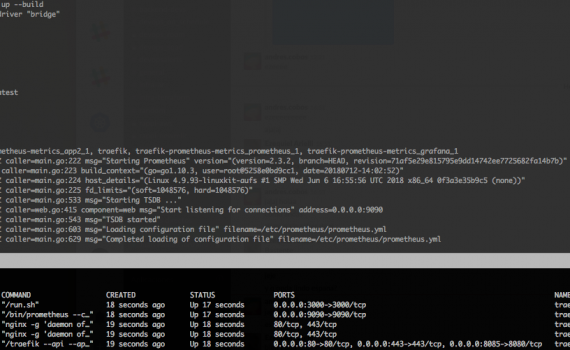 up --build
driver "bridge"
atest
metheus-metrics_app2_1, traefik, traefik-prometheus-metrics_prometheus_1, traefik-prometheus-metrics_grafana_1
Z caller=main.go:222 msg="Starting Prometheus" version="(version=2.3.2, branch=HEAD, revision=71af5e29e815795e9dd14742ee7725682fa14b7b)"
Z caller=main.go:223 build_context="(go=go1.10.3, user=root@5258e0bd9cc1, date=20180712-14:02:52)"
Z caller=main.go:224 host_details="(Linux 4.9.93-linuxkit-aufs #1 SMP Wed Jun 6 16:55:56 UTC 2018 x86_64 0f3a3e35b9c5 (none))"
Z caller=main.go:225 fd_limits="(soft=1048576, hard=1048576)"
Z caller=main.go:533 msg="Starting TSDB ..."
Z caller=web.go:415 component=web msg="Start listening for connections" address=0.0.0.0:9090
Z caller=main.go:543 msg="TSDB started"
Z caller=main.go:603 msg="Loading configuration file" filename=/etc/prometheus/prometheus.yml
Z caller=main.go:629 msg="Completed loading of configuration file" filename=/etc/prometheus/prometheus.yml
COMMAND CREATED STATUS PORTS NAM
"/run.sh" 18 seconds ago Up 17 seconds 0.0.0.0:3000->3000/tcp trae
"/bin/prometheus --c…" 18 seconds ago Up 17 seconds 0.0.0.0:9090->9090/tcp trae
"nginx -g 'daemon of…" 19 seconds ago Up 18 seconds 80/tcp, 443/tcp trae
"nginx -g 'daemon of…" 19 seconds ago Up 18 seconds 80/tcp, 443/tcp trae
"/traefik --api --ap…" 19 seconds ago Up 18 seconds 0.0.0.0:80->80/tcp, 0.0.0.0:443->443/tcp, 0.0.0.0:8085->8080/tcp trae